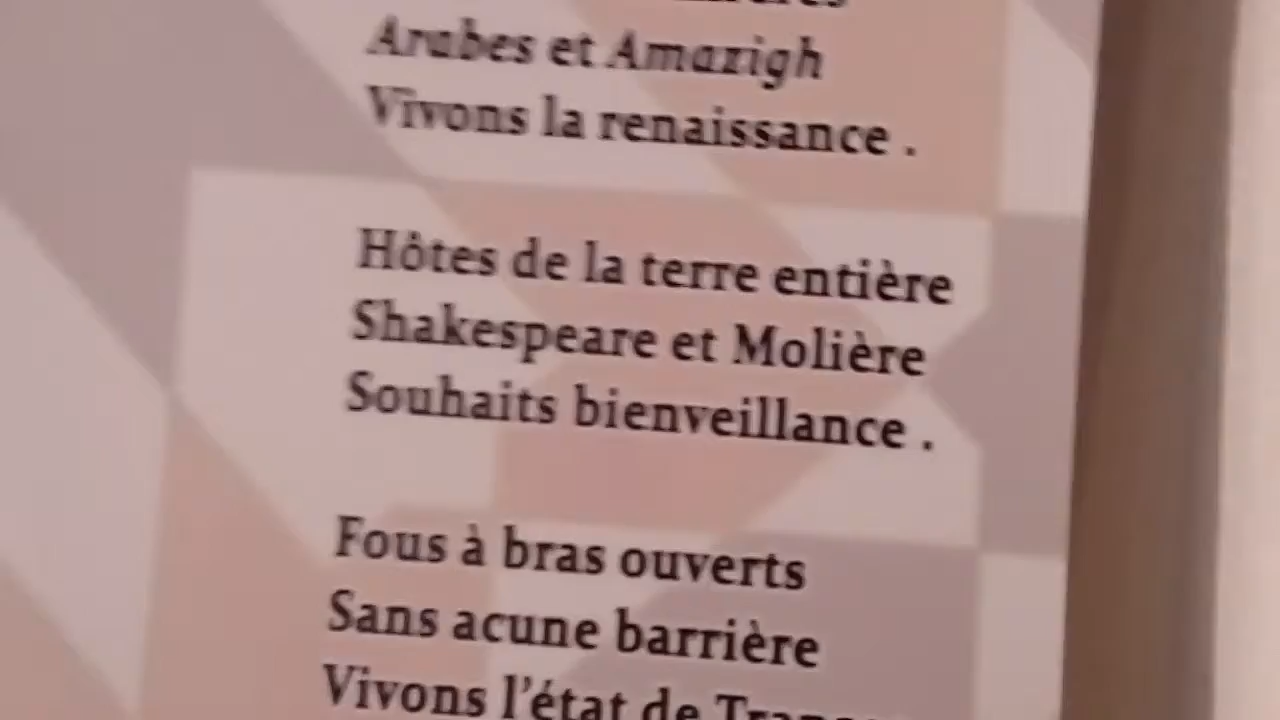 Arabes et Amazigh
Vivons la renaissance .
Hôtes de la terre entière
Shakespeare et Molière
Souhaits bienveillance .
Fous à bras ouverts
Sans acune barrière
Vivons l'état de